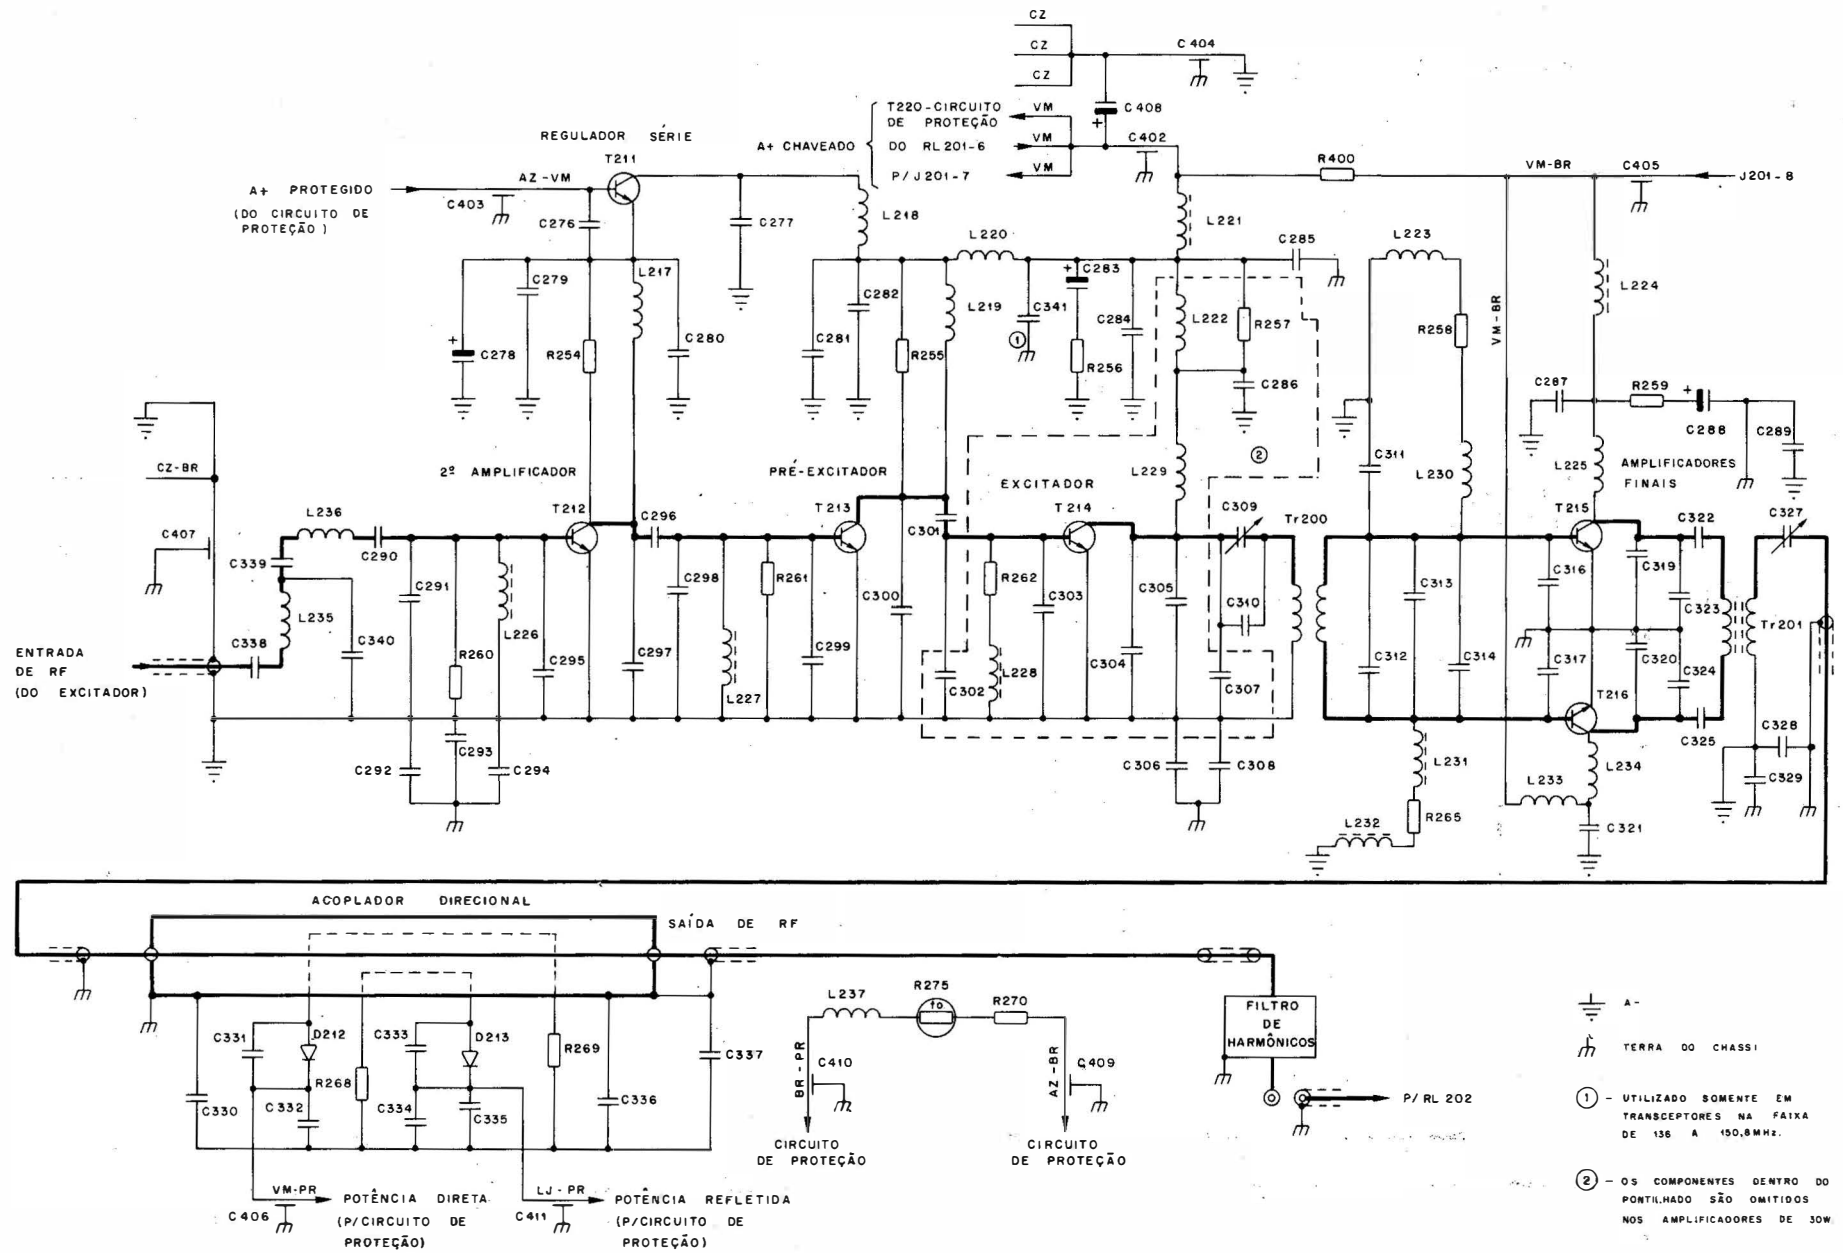 CZ
CZ
C 404
CZ
T220-CIRCUITO
DE PROTEÇÃO
VM
C 408
+
REGULADOR SÉRIE
A+ CHAVEADO
DO RL 201-6
VM
C 402
T211
P/ J201-7
VM
R400
VM-BR
C405
J201-8
A+ PROTEGIDO
(DO CIRCUITO DE
PROTEÇÃO )
AZ-VM
C403
C276
C277
L218
L221
L220
C285
L223
L224
L217
C279
+
C283
C282
L219
C341
C284
L222
R257
R258
VM-BR
1
+
C278
R254
C280
C281
R255
R256
C286
C287
R259
+
C288
C289
CZ-BR
2º AMPLIFICADOR
PRÉ-EXCITADOR
EXCITADOR
L229
2
C311
L230
L225
AMPLIFICADORES
FINAIS
L236
T212
C296
T213
C301
T214
C309
Tr200
T215
C322
C327
C407
C290
C339
C291
C298
R261
R262
C303
C305
C310
C313
C316
C319
C323
L235
C300
Tr201
C338
C340
L226
C304
ENTRADA
DE RF
(DO EXCITADOR)
R260
C295
C297
L227
C299
C302
L228
C307
C312
C314
C317
C320
C324
T216
C293
C325
C328
C292
C294
C306
C308
L231
L233
L234
C329
L232
R265
C321
ACOPLADOR DIRECIONAL
SAÍDA DE RF
L237
R275
to
R270
FILTRO
DE
HARMÔNICOS
A-
C331
D212
C333
D213
R269
C337
BR-PR
C410
AZ-BR
C409
TERRA DO CHASSI
R268
C330
C332
C334
C335
C336
P/ RL 202
1 - UTILIZADO SOMENTE EM
TRANSCEPTORES NA FAIXA
DE 136 A 150,8MHz.
CIRCUITO
DE PROTEÇÃO
CIRCUITO
DE PROTEÇÃO
VM-PR
C406
POTÊNCIA DIRETA
(P/CIRCUITO DE
PROTEÇÃO)
LJ-PR
C411
POTÊNCIA REFLETIDA
(P/CIRCUITO DE
PROTEÇÃO)
2 - OS COMPONENTES DENTRO DO
PONTILHADO SÃO OMITIDOS
NOS AMPLIFICADORES DE 30W